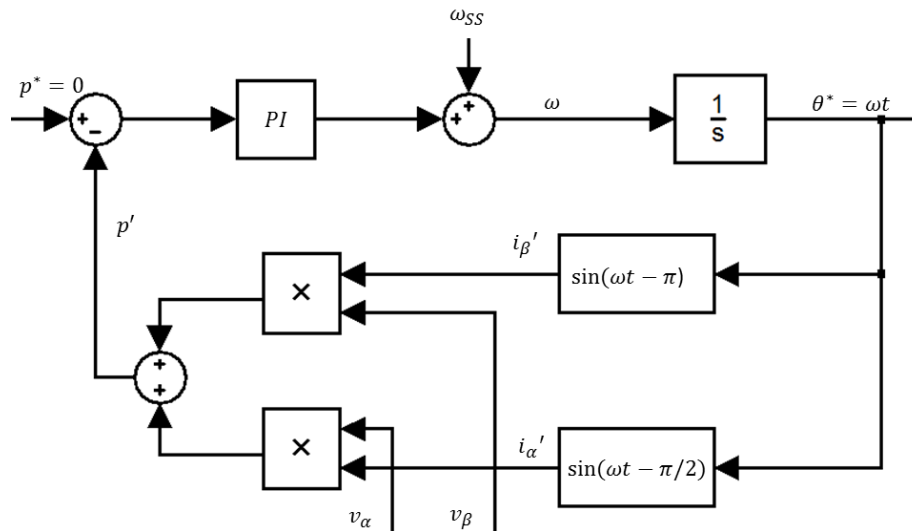 ω_SS
p* = 0
PI
ω
1/s
θ* = ωt
p′
i_β′
sin(ωt − π)
×
i_α′
sin(ωt − π/2)
×
v_α
v_β